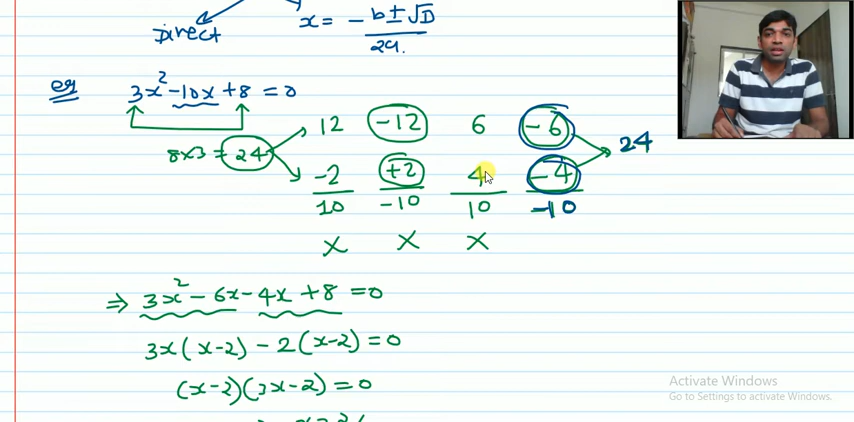 x = -b ± √D
Direct
2a.
eg 3x² -10x + 8 = 0
12 -12 6 -6
8×3 = 24 24
-2 +2 4 -4
10 -10 10 -10
x x x
⇒ 3x² - 6x - 4x + 8 = 0
3x(x-2) - 2(x-2) = 0
(x-2)(3x-2) = 0
Activate Windows
Go to Settings to activate Windows.